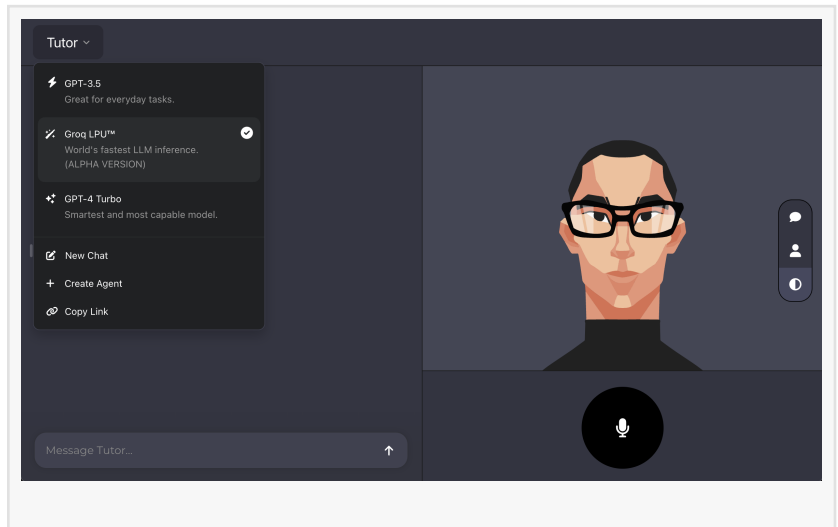 Tutor
GPT-3.5
Great for everyday tasks.
Groq LPU™
World's fastest LLM inference.
(ALPHA VERSION)
GPT-4 Turbo
Smartest and most capable model.
New Chat
Create Agent
Copy Link
Message Tutor...